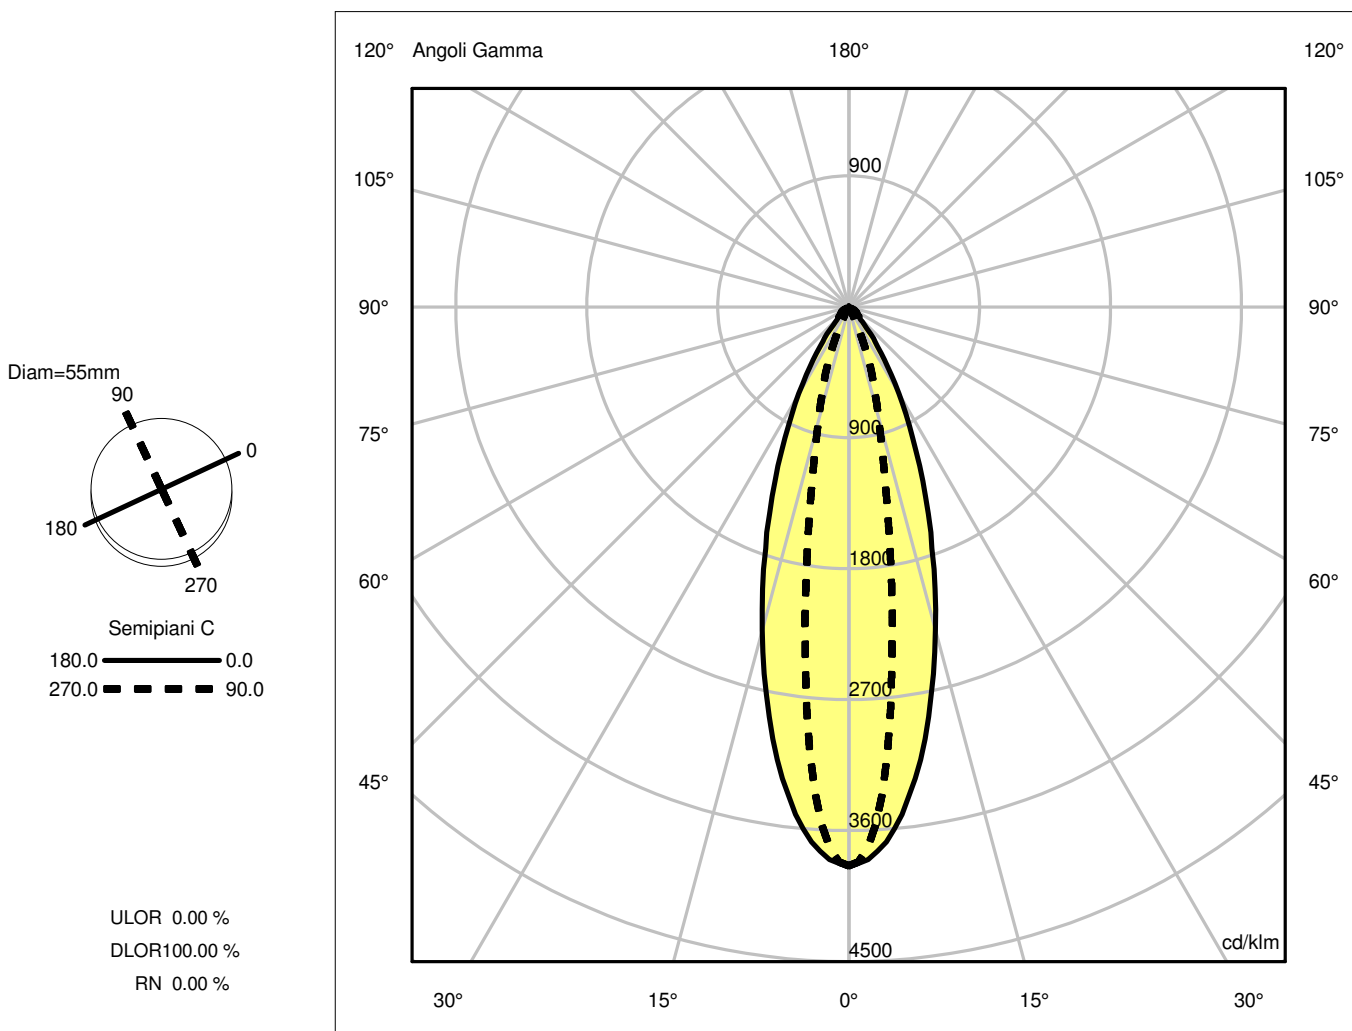 120° Angoli Gamma 180° 120°
900
105° 105°
90° 90°
Diam=55mm
90
0
180
270
900
75° 75°
1800
60° 60°
Semipiani C
180.0 0.0
270.0 90.0
2700
45° 45°
3600
ULOR 0.00 %
DLOR100.00 %
RN 0.00 %
cd/klm
4500
30° 15° 0° 15° 30°